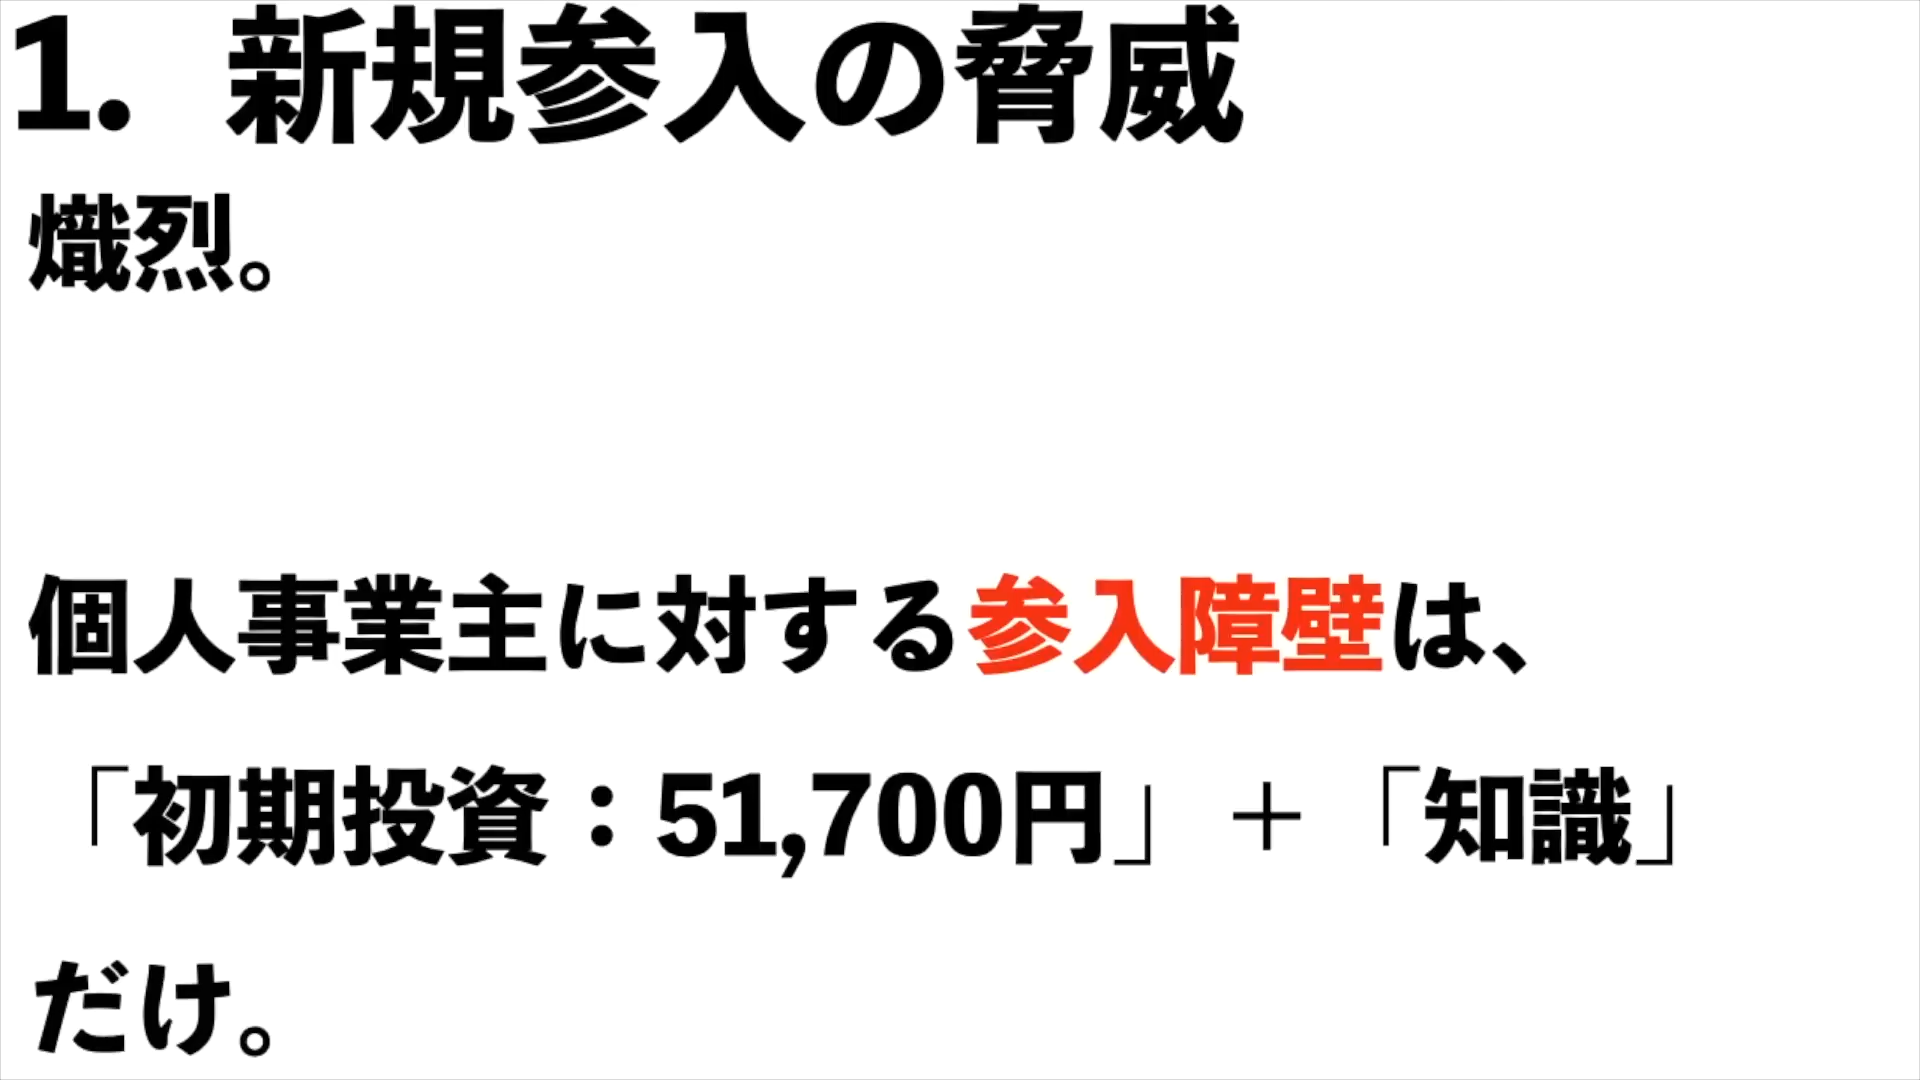 1. 新規参入の脅威
熾烈。
個人事業主に対する参入障壁は、
「初期投資：51,700円」＋「知識」
だけ。